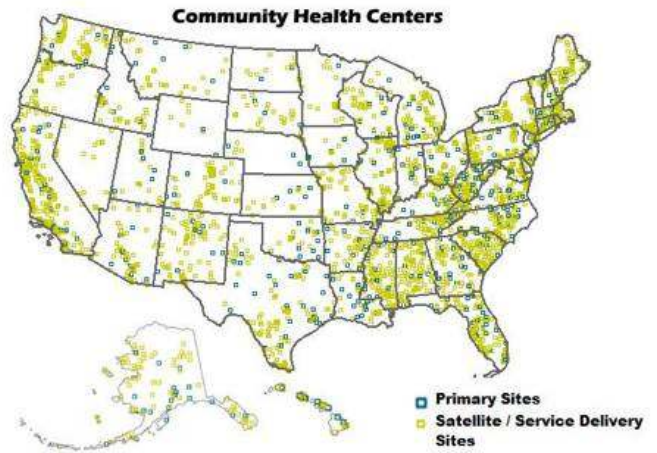 Community Health Centers
Primary Sites
Satellite / Service Delivery
Sites